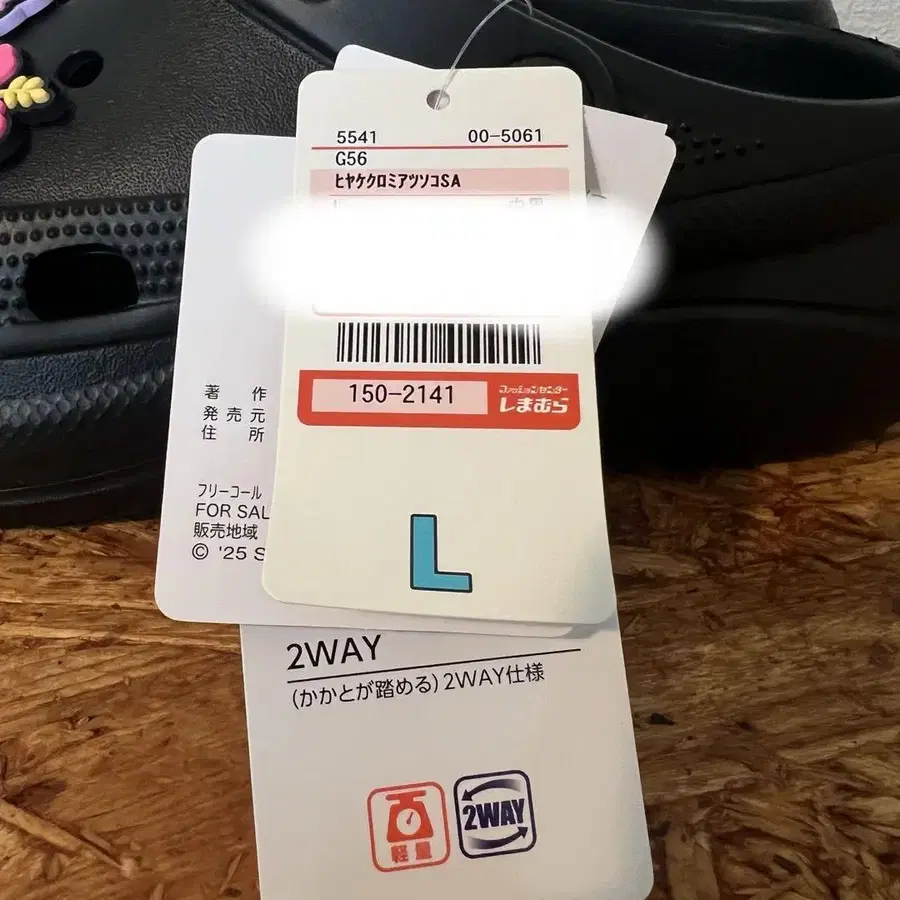 5541 00-5061
G56
ﾋﾔｹｸﾛﾐｱﾂｿｺSA
150-2141
ファッションセンター
しまむら
L
著 作
発 売 元
住 所
フリーコール
FOR SAL
販売地域
© '25 S
2WAY
(かかとが踏める) 2WAY仕様
軽量
2WAY